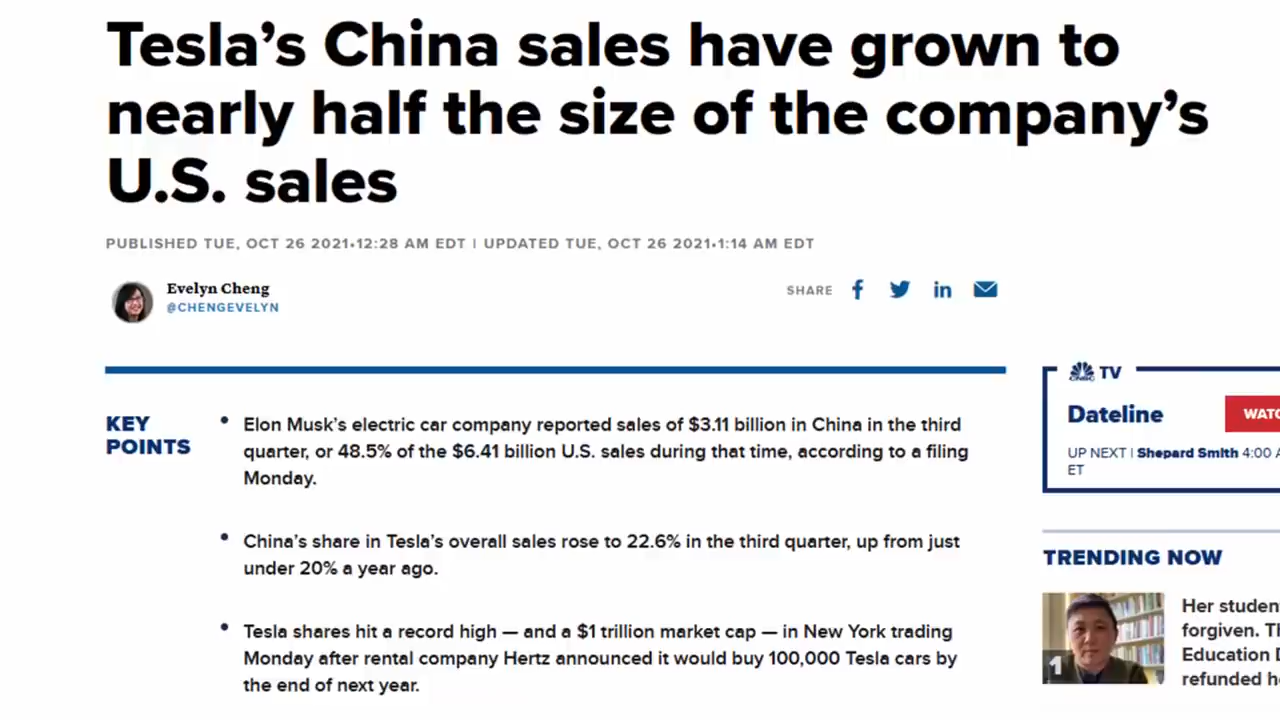 Tesla's China sales have grown to
nearly half the size of the company's
U.S. sales
PUBLISHED TUE, OCT 26 2021•12:28 AM EDT | UPDATED TUE, OCT 26 2021•1:14 AM EDT
Evelyn Cheng
@CHENGEVELYN
SHARE
KEY
POINTS
• Elon Musk's electric car company reported sales of $3.11 billion in China in the third
quarter, or 48.5% of the $6.41 billion U.S. sales during that time, according to a filing
Monday.
• China's share in Tesla's overall sales rose to 22.6% in the third quarter, up from just
under 20% a year ago.
• Tesla shares hit a record high — and a $1 trillion market cap — in New York trading
Monday after rental company Hertz announced it would buy 100,000 Tesla cars by
the end of next year.
CNBC TV
Dateline
UP NEXT | Shepard Smith 4:00
ET
TRENDING NOW
1
Her
forgiven.
Education
refunded